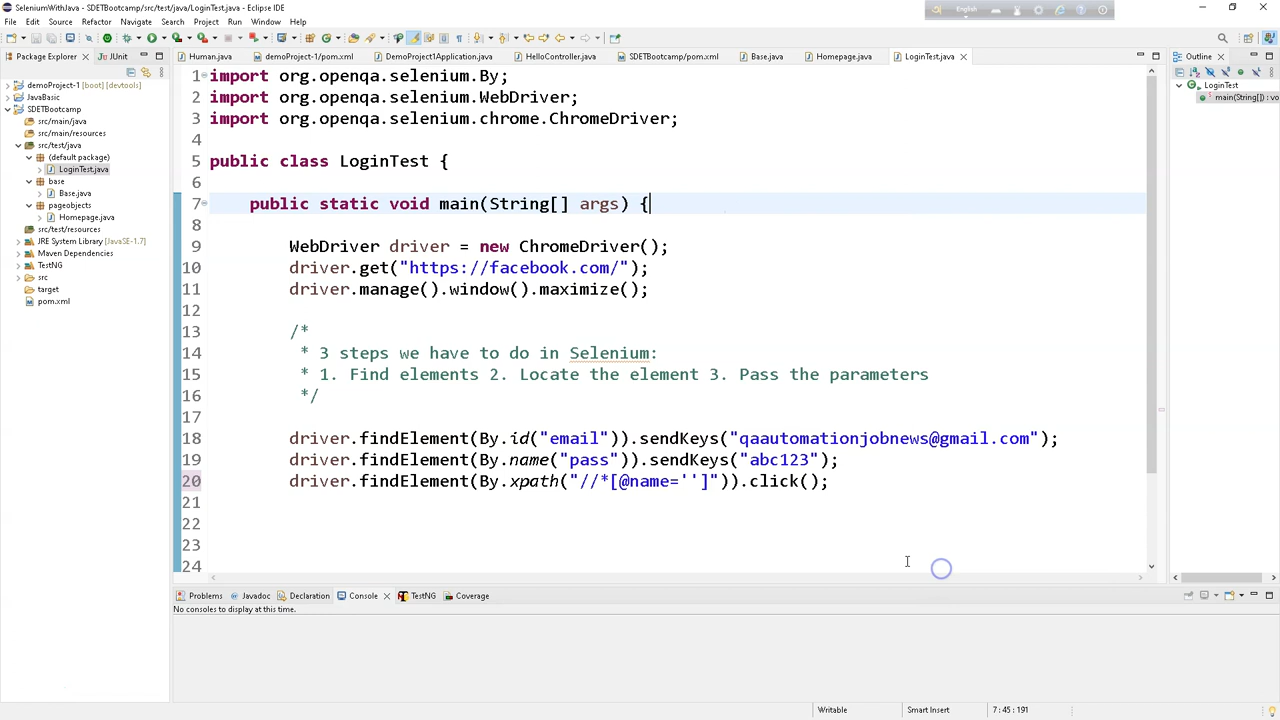 SeleniumWithJava - SDETBootcamp/src/test/java/LoginTest.java - Eclipse IDE
English
File Edit Source Refactor Navigate Search Project Run Window Help
Package Explorer JUnit
Human.java demoProject-1/pom.xml DemoProject1Application.java HelloController.java SDETBootcamp/pom.xml Base.java Homepage.java LoginTest.java
Outline
demoProject-1 [boot] [devtools]
JavaBasic
SDETBootcamp
src/main/java
src/main/resources
src/test/java
(default package)
LoginTest.java
base
Base.java
pageobjects
Homepage.java
src/test/resources
JRE System Library [JavaSE-1.7]
Maven Dependencies
TestNG
src
target
pom.xml
1 import org.openqa.selenium.By;
2 import org.openqa.selenium.WebDriver;
3 import org.openqa.selenium.chrome.ChromeDriver;
4
5 public class LoginTest {
6
7 public static void main(String[] args) {
8
9 WebDriver driver = new ChromeDriver();
10 driver.get("https://facebook.com/");
11 driver.manage().window().maximize();
12
13 /*
14 * 3 steps we have to do in Selenium:
15 * 1. Find elements 2. Locate the element 3. Pass the parameters
16 */
17
18 driver.findElement(By.id("email")).sendKeys("qaautomationjobnews@gmail.com");
19 driver.findElement(By.name("pass")).sendKeys("abc123");
20 driver.findElement(By.xpath("//*[@name='']")).click();
21
22
23
24
LoginTest
main(String[]) : vo
Problems Javadoc Declaration Console TestNG Coverage
No consoles to display at this time.
Writable Smart Insert 7 : 45 : 191